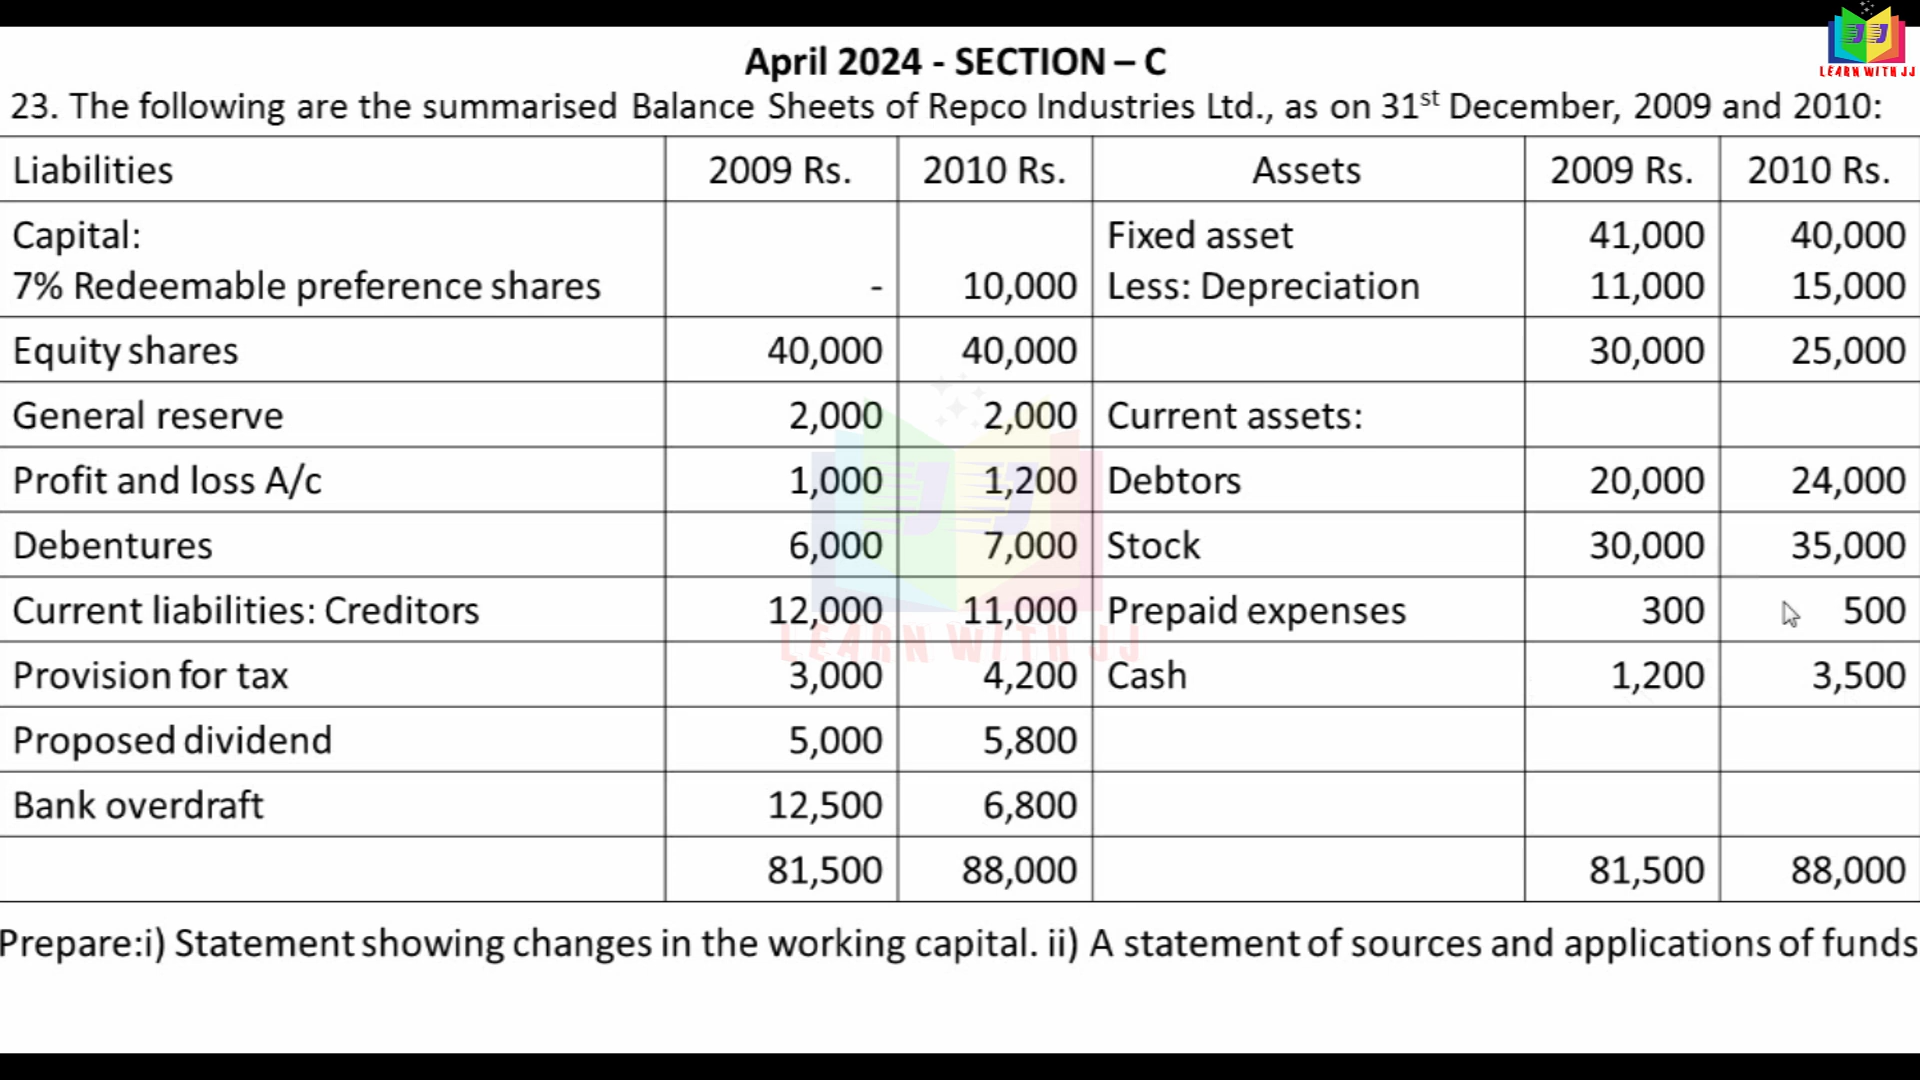 LEARN WITH JJ
April 2024 - SECTION – C
23. The following are the summarised Balance Sheets of Repco Industries Ltd., as on 31st December, 2009 and 2010:
Liabilities 2009 Rs. 2010 Rs. Assets 2009 Rs. 2010 Rs.
Capital: Fixed asset 41,000 40,000
7% Redeemable preference shares - 10,000 Less: Depreciation 11,000 15,000
Equity shares 40,000 40,000 30,000 25,000
General reserve 2,000 2,000 Current assets:
Profit and loss A/c 1,000 1,200 Debtors 20,000 24,000
Debentures 6,000 7,000 Stock 30,000 35,000
Current liabilities: Creditors 12,000 11,000 Prepaid expenses 300 500
LEARN WITH JJ
Provision for tax 3,000 4,200 Cash 1,200 3,500
Proposed dividend 5,000 5,800
Bank overdraft 12,500 6,800
81,500 88,000 81,500 88,000
Prepare:i) Statement showing changes in the working capital. ii) A statement of sources and applications of funds